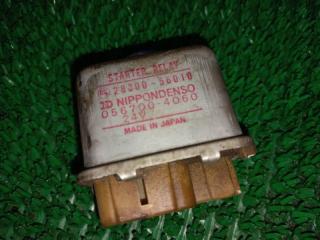 STARTER RELAY
28300-56010
NIPPONDENSO
056700-4060
24V
MADE IN JAPAN